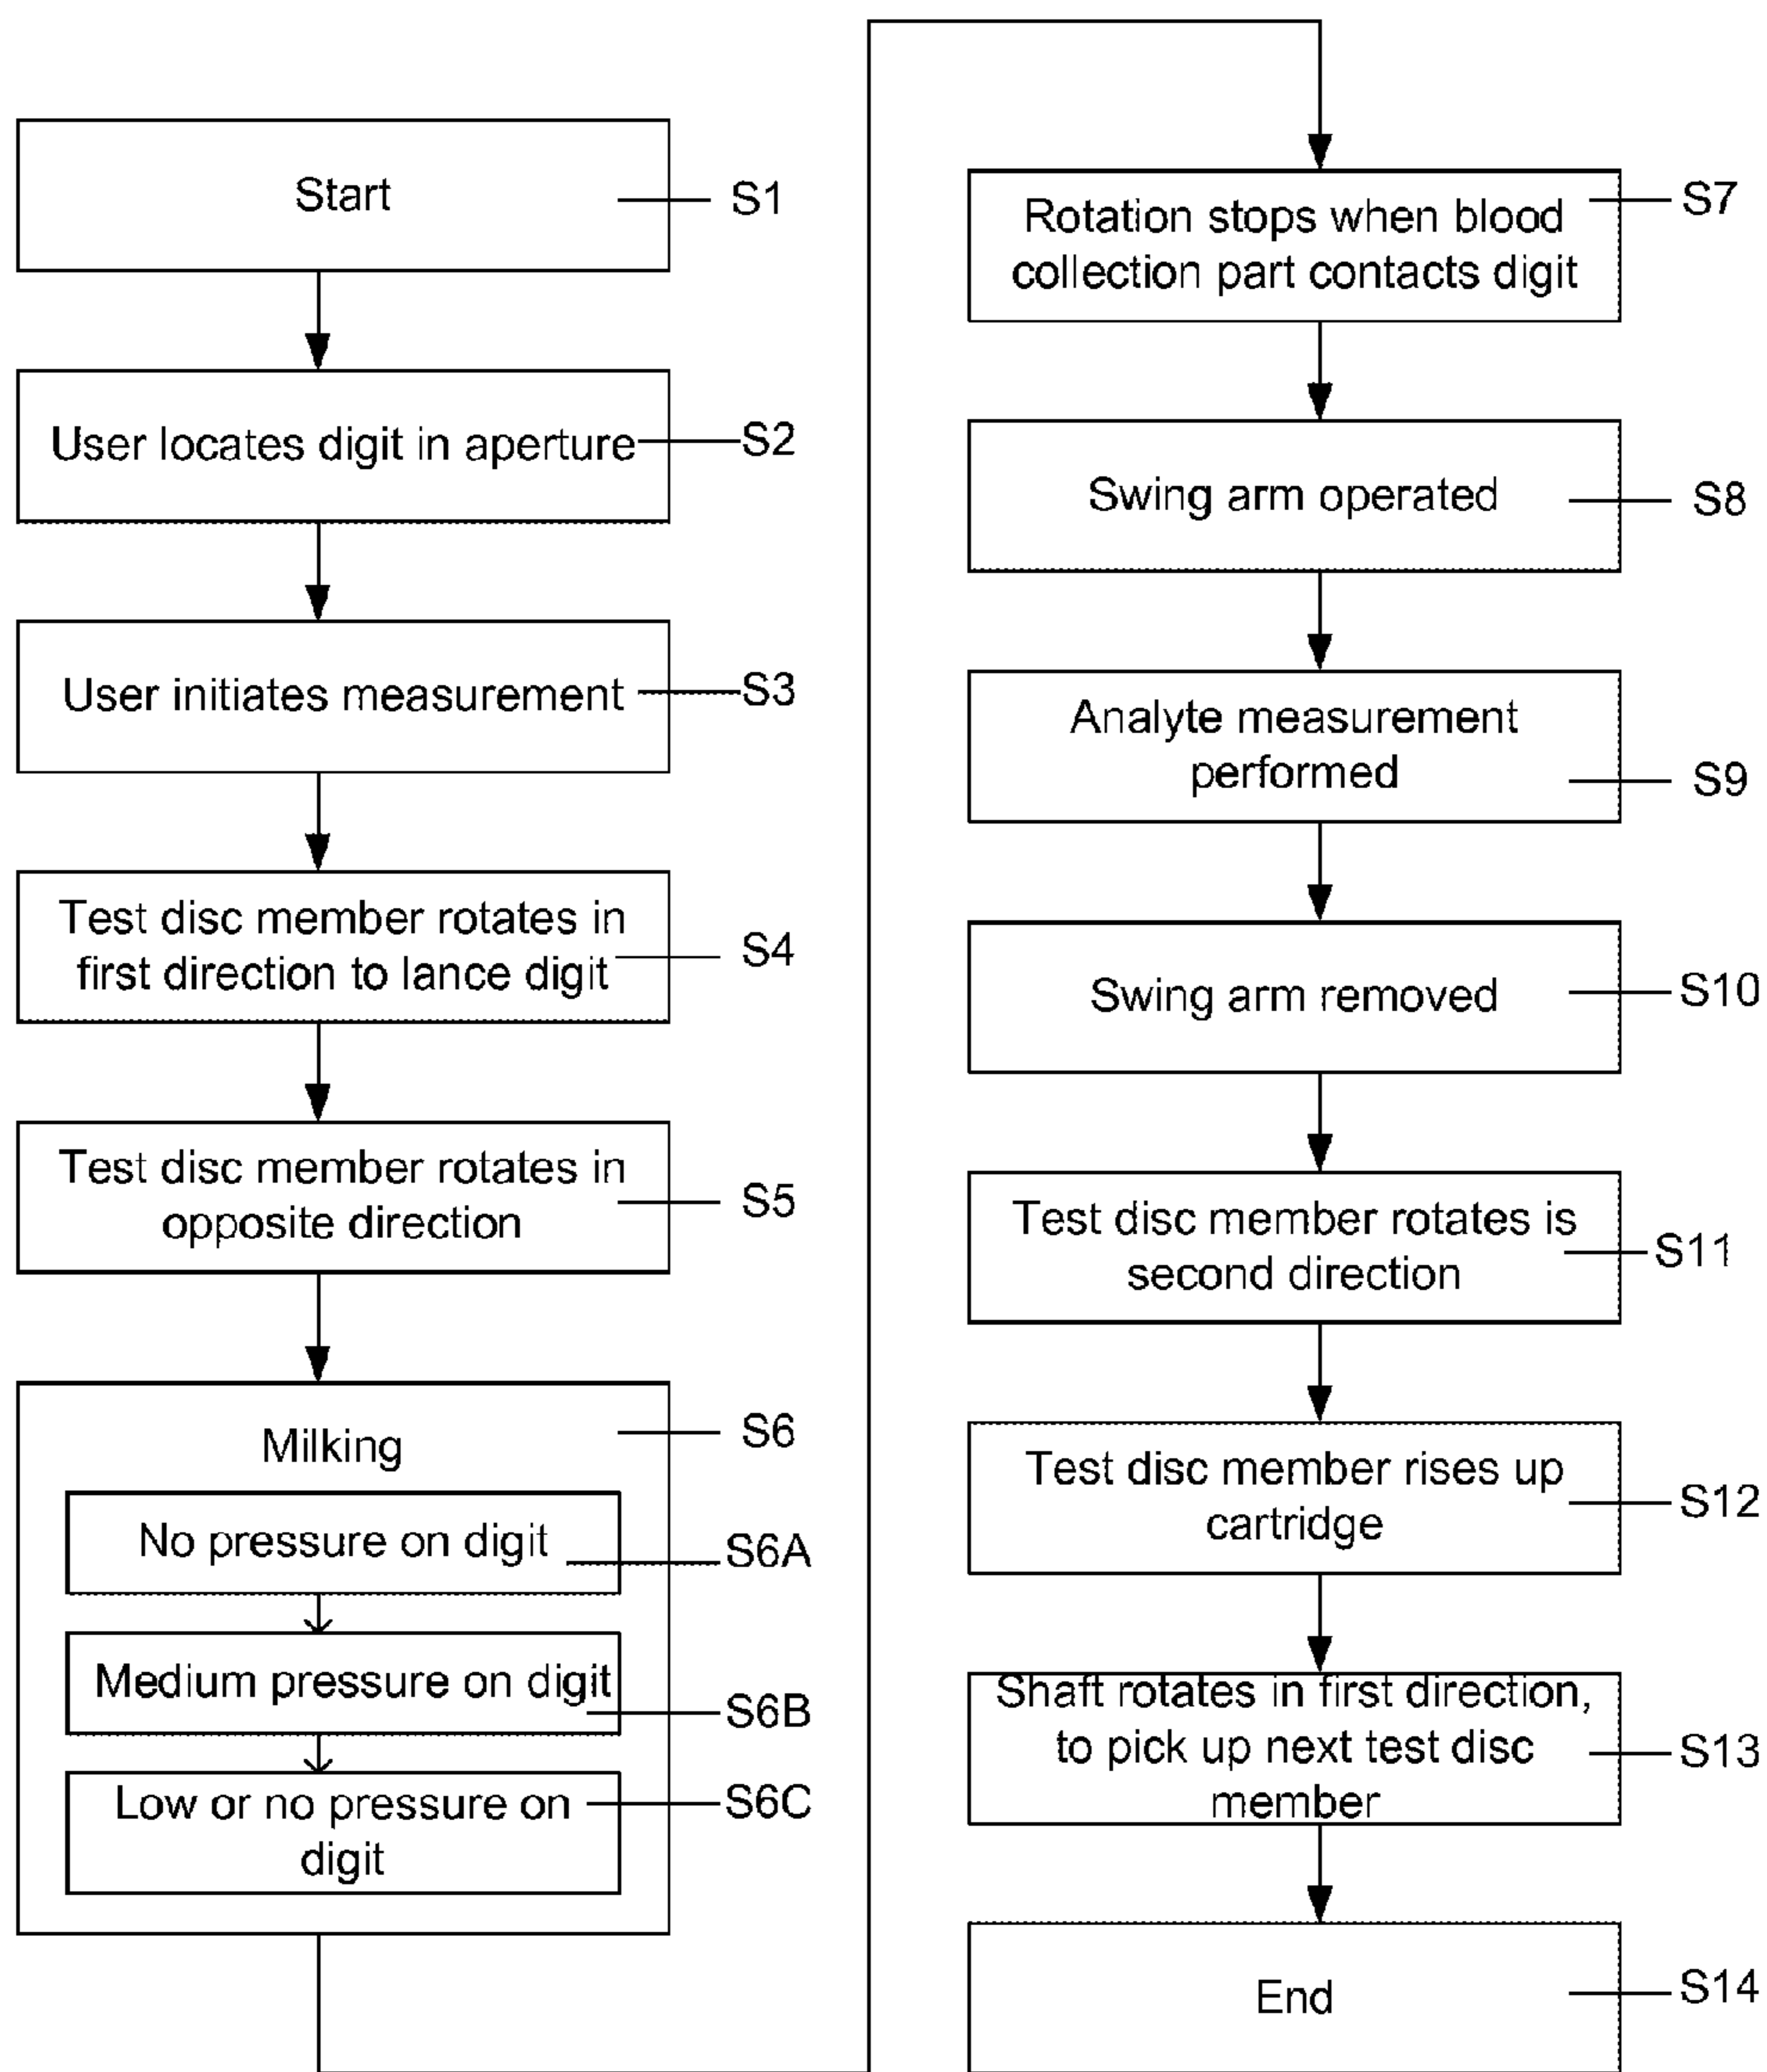 Start
S1
User locates digit in aperture
S2
User initiates measurement
S3
Test disc member rotates in
first direction to lance digit
S4
Test disc member rotates in
opposite direction
S5
Milking
S6
No pressure on digit
S6A
Medium pressure on digit
S6B
Low or no pressure on
digit
S6C
Rotation stops when blood
collection part contacts digit
S7
Swing arm operated
S8
Analyte measurement
performed
S9
Swing arm removed
S10
Test disc member rotates is
second direction
S11
Test disc member rises up
cartridge
S12
Shaft rotates in first direction,
to pick up next test disc
member
S13
End
S14